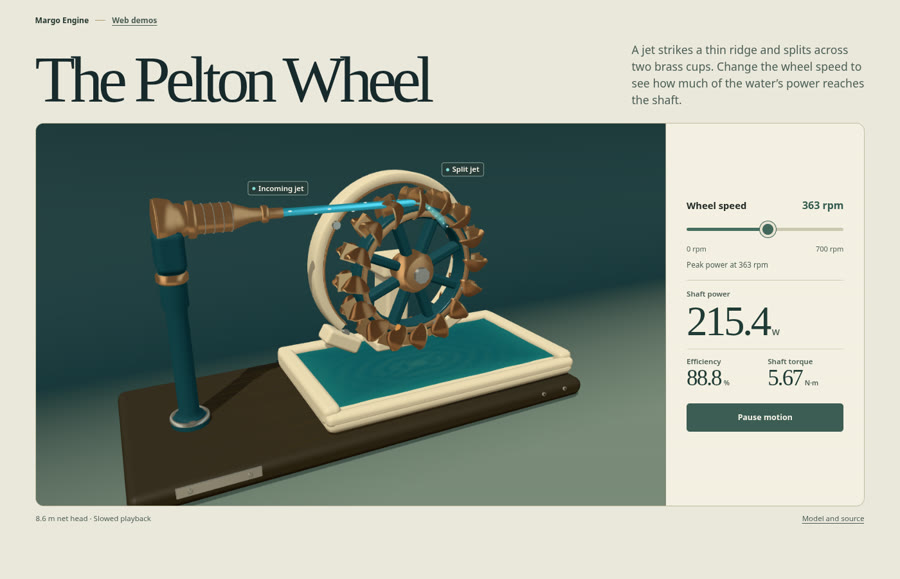 Margo Engine — Web demos
The Pelton Wheel
A jet strikes a thin ridge and splits across
two brass cups. Change the wheel speed to
see how much of the water's power reaches
the shaft.
Incoming jet
Split jet
Wheel speed 363 rpm
0 rpm 700 rpm
Peak power at 363 rpm
Shaft power
215.4 W
Efficiency Shaft torque
88.8 % 5.67 N·m
Pause motion
8.6 m net head · Slowed playback
Model and source